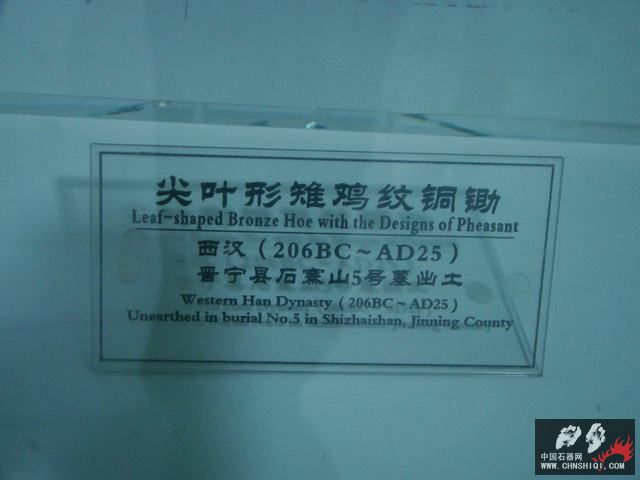 尖叶形雉鸡纹铜锄
Leaf-shaped Bronze Hoe with the Designs of Pheasant
西汉（206BC～AD25）
晋宁县石寨山5号墓出土
Western Han Dynasty（206BC～AD25）
Unearthed in burial No.5 in Shizhaishan, Jinning County
中国石器网
WWW.CHNSHIQI.COM